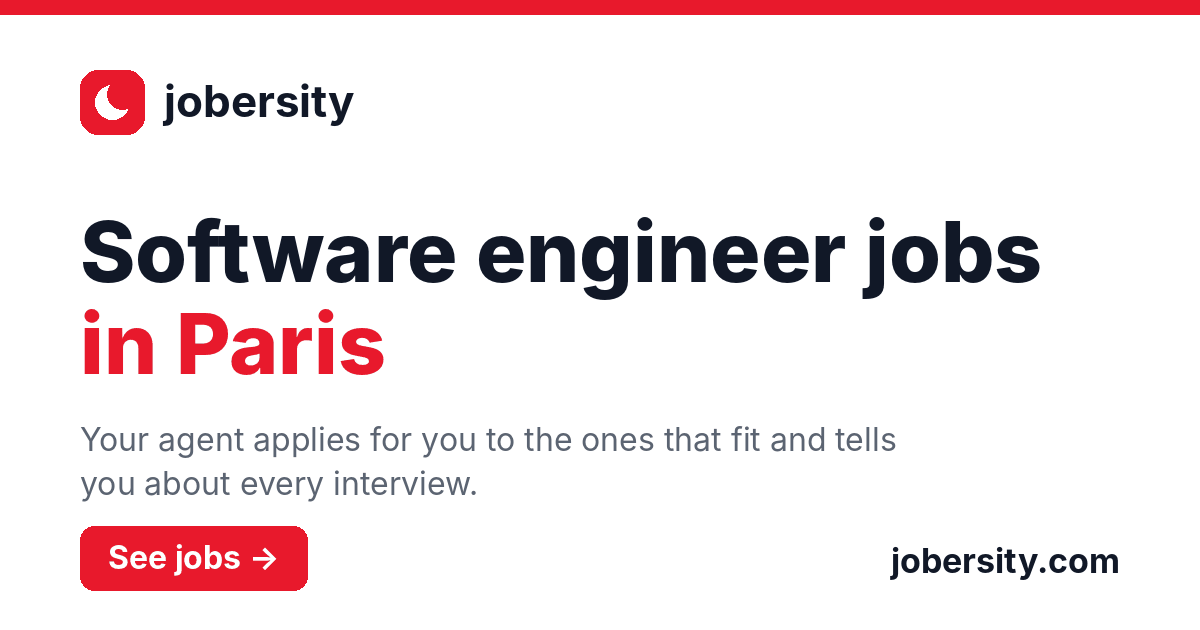 jobersity
Software engineer jobs
in Paris
Your agent applies for you to the ones that fit and tells
you about every interview.
See jobs →
jobersity.com